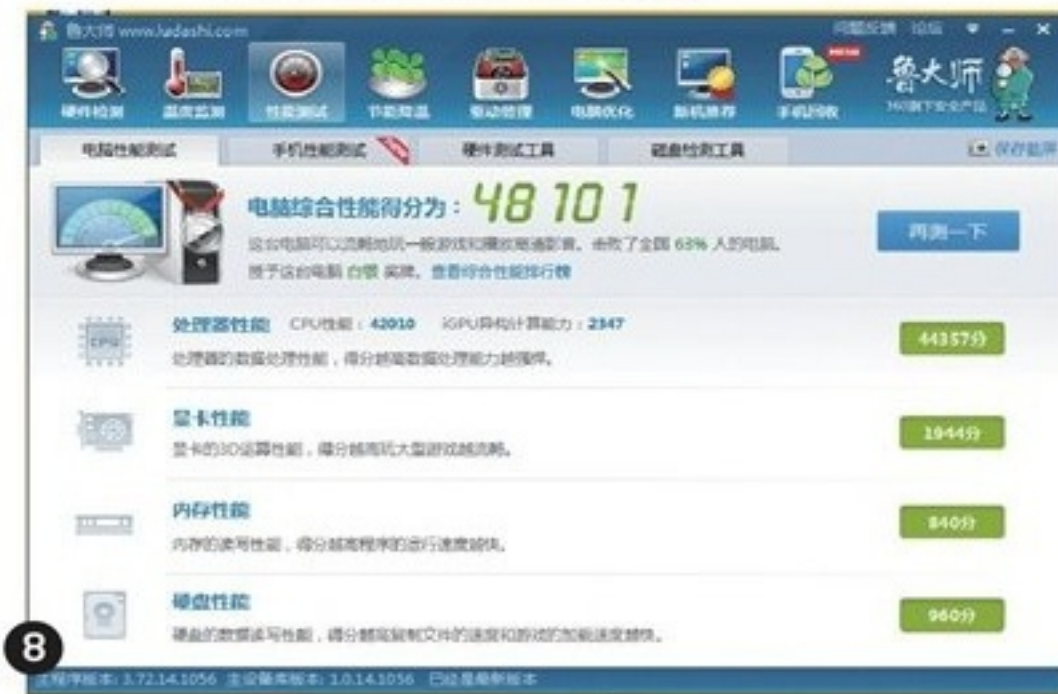 鲁大师 www.ludashi.com 问题反馈 论坛
硬件检测 温度监测 性能测试 节能降温 驱动管理 电脑优化 新机推荐 手机回收 鲁大师
360旗下安全产品
电脑性能测试 手机性能测试 硬件测试工具 磁盘检测工具 保存截屏
电脑综合性能得分为：48101
这台电脑可以流畅地玩一般游戏和播放高清影音。击败了全国 63% 人的电脑。
授予这台电脑 白银 奖牌。查看综合性能排行榜
再测一下
处理器性能 CPU性能：42010 iGPU异构计算能力：2347
处理器的数据处理性能，得分越高数据处理能力越强悍。
44357分
显卡性能
显卡的3D运算性能，得分越高玩大型游戏越流畅。
1944分
内存性能
内存的读写性能，得分越高程序的运行速度越快。
840分
硬盘性能
硬盘的数据读写性能，得分越高复制文件的速度和游戏的加载速度越快。
960分
8
主程序版本: 3.72.14.1056 主设备库版本: 1.0.14.1056 已经是最新版本